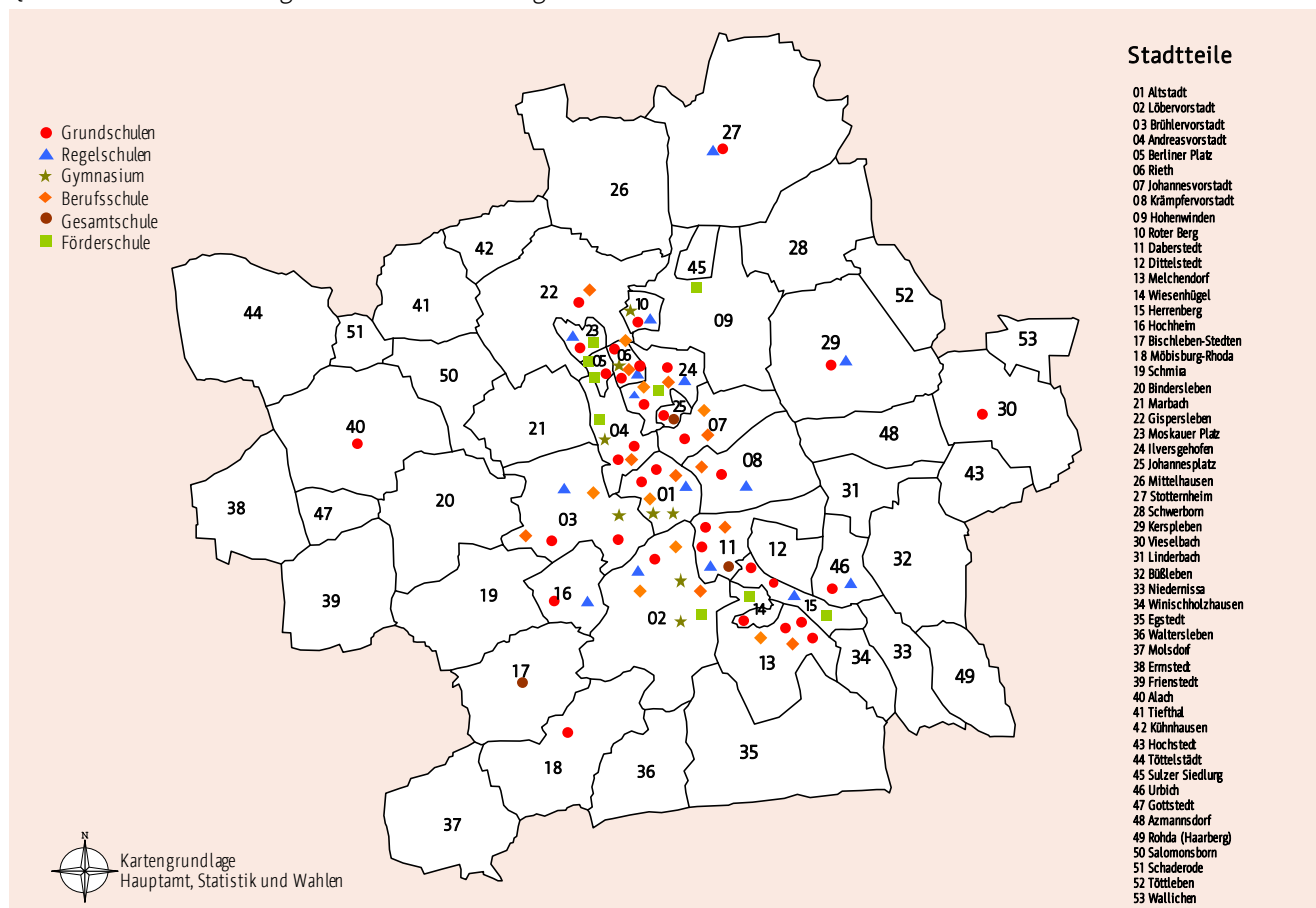 Stadtteile
Grundschulen
Regelschulen
Gymnasium
Berufsschule
Gesamtschule
Förderschule
01 Altstadt
02 Löbervorstadt
03 Brühlervorstadt
04 Andreasvorstadt
05 Berliner Platz
06 Rieth
07 Johannesvorstadt
08 Krämpfervorstadt
09 Hohenwinden
10 Roter Berg
11 Daberstedt
12 Dittelstedt
13 Melchendorf
14 Wiesenhügel
15 Herrenberg
16 Hochheim
17 Bischleben-Stedten
18 Möbisburg-Rhoda
19 Schmira
20 Bindersleben
21 Marbach
22 Gispersleben
23 Moskauer Platz
24 Ilversgehofen
25 Johannesplatz
26 Mittelhausen
27 Stotternheim
28 Schwerborn
29 Kerspleben
30 Vieselbach
31 Linderbach
32 Büßleben
33 Niedernissa
34 Winischholzhausen
35 Egstedt
36 Waltersleben
37 Molsdorf
38 Ermstedt
39 Frienstedt
40 Alach
41 Tiefthal
42 Kühnhausen
43 Hochstedt
44 Töttelstädt
45 Sulzer Siedlung
46 Urbich
47 Gottstedt
48 Azmannsdorf
49 Rohda (Haarberg)
50 Salomonsborn
51 Schaderode
52 Töttleben
53 Wallichen
27
26
42
28
45
22
10
41
52
44
09
23
51
53
29
05
06
24
50
25
30
40
21
04
07
48
08
43
20
38
47
01
31
03
11
12
32
46
16
19
39
14
15
02
13
34
33
17
49
35
18
36
37
N
Kartengrundlage
Hauptamt, Statistik und Wahlen